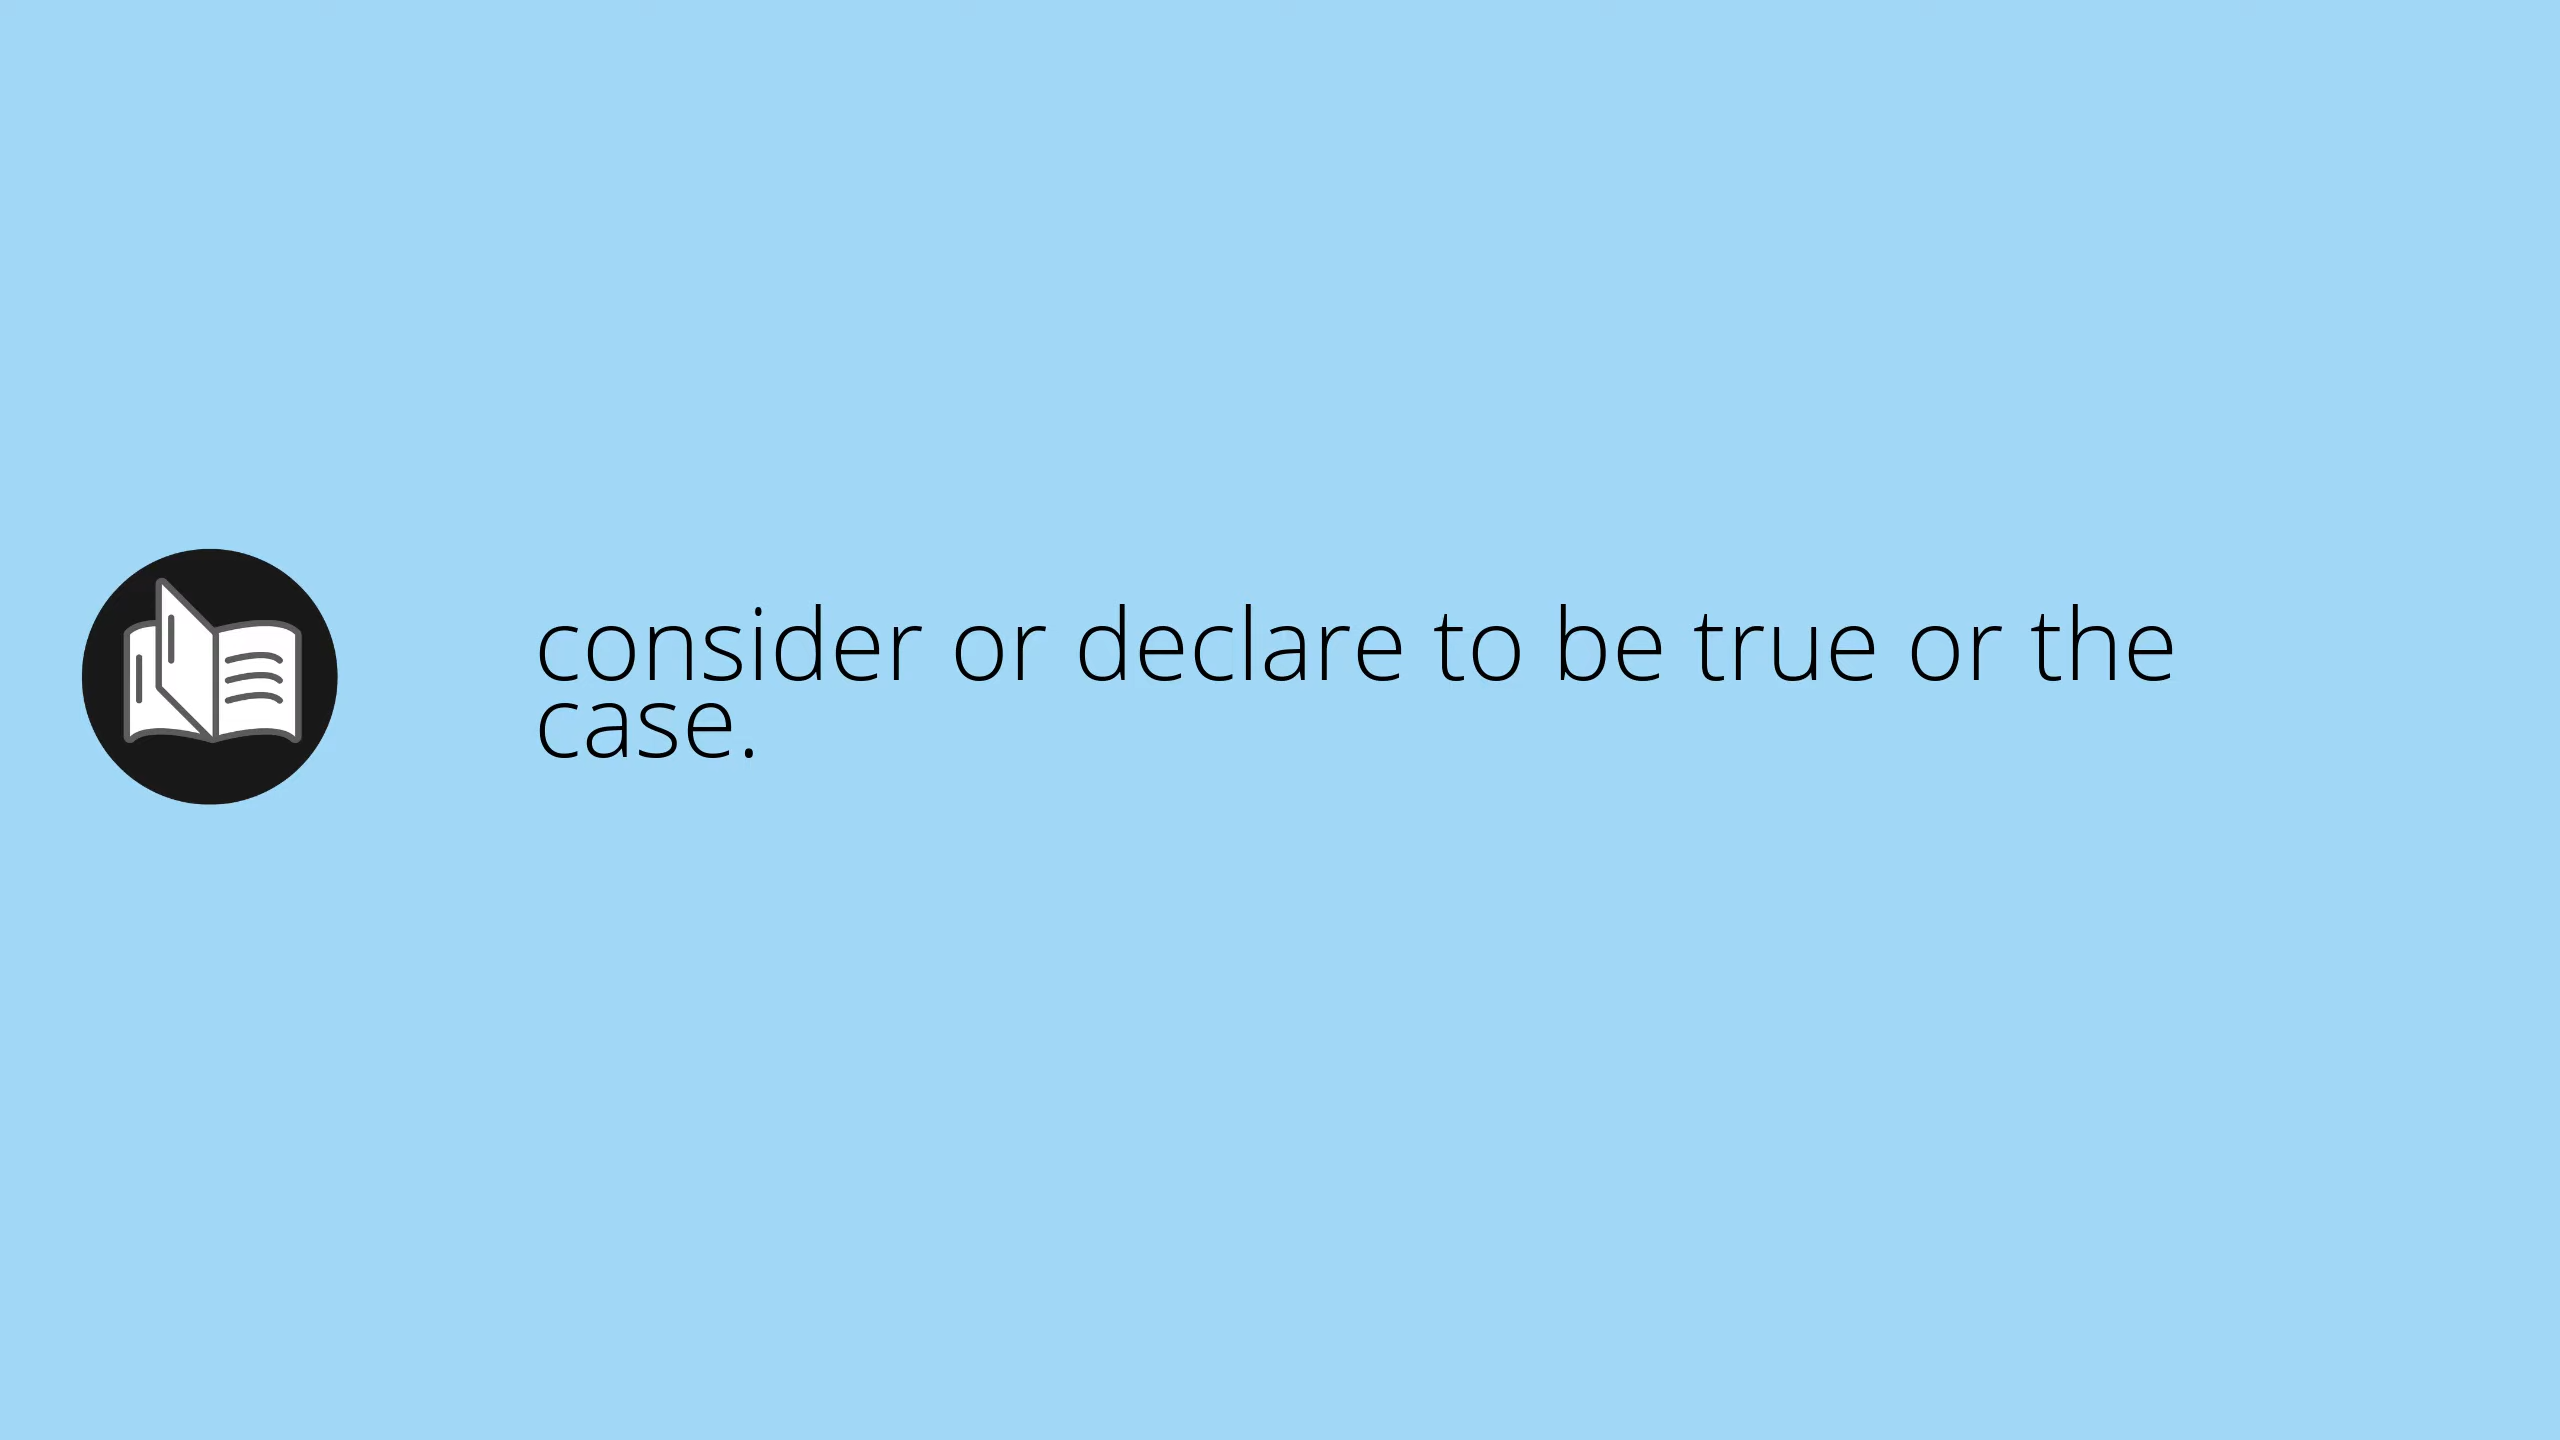 consider or declare to be true or the
case.